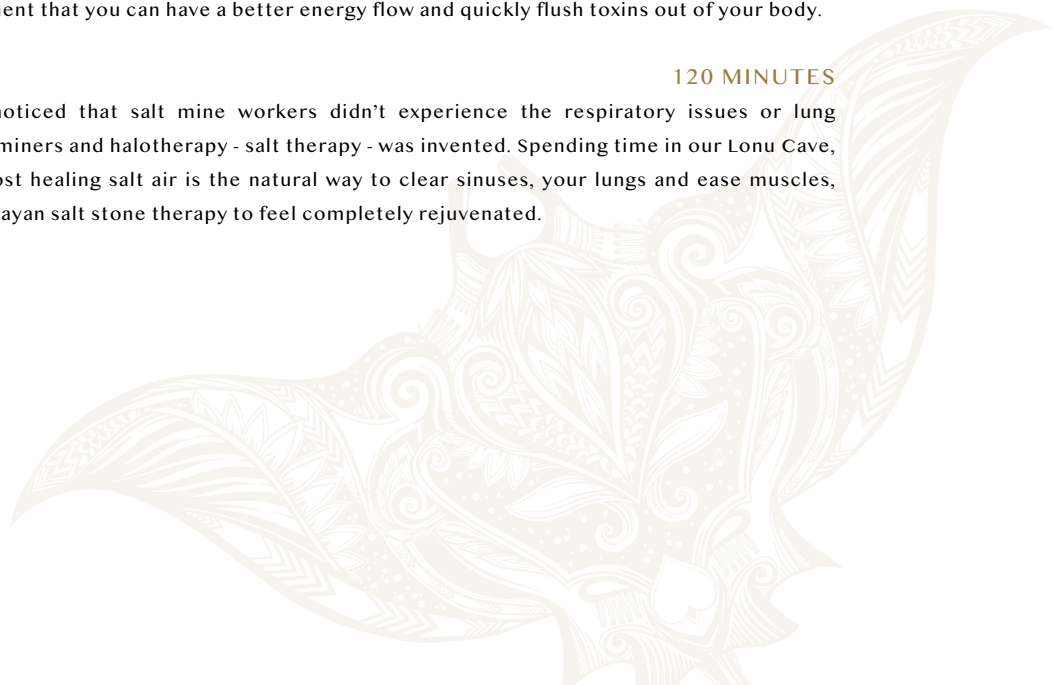 that you can have a better energy flow and quickly flush toxins out of your body.
120 MINUTES
noticed that salt mine workers didn’t experience the respiratory issues or lung
miners and halotherapy - salt therapy - was invented. Spending time in our Lonu Cave,
healing salt air is the natural way to clear sinuses, your lungs and ease muscles,
salt stone therapy to feel completely rejuvenated.